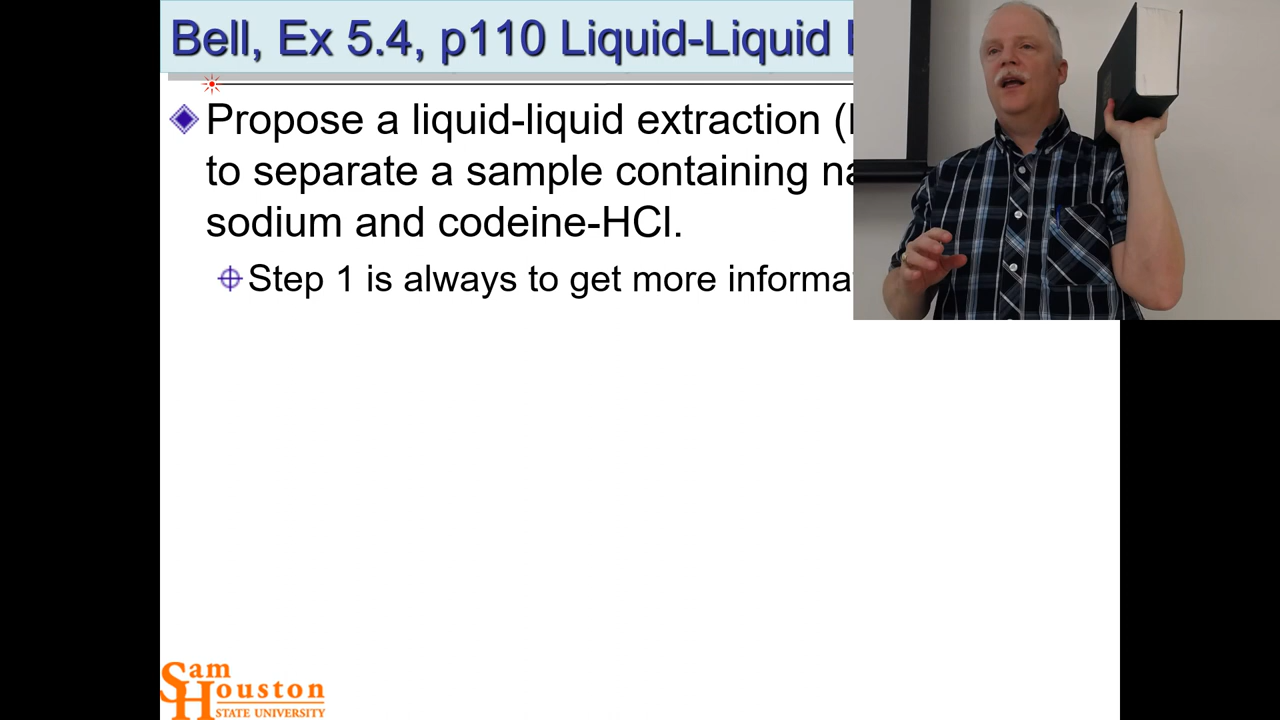 Bell, Ex 5.4, p110 Liquid-Liquid
Propose a liquid-liquid extraction (
to separate a sample containing na
sodium and codeine-HCl.
Step 1 is always to get more informa
Sam
Houston
STATE UNIVERSITY